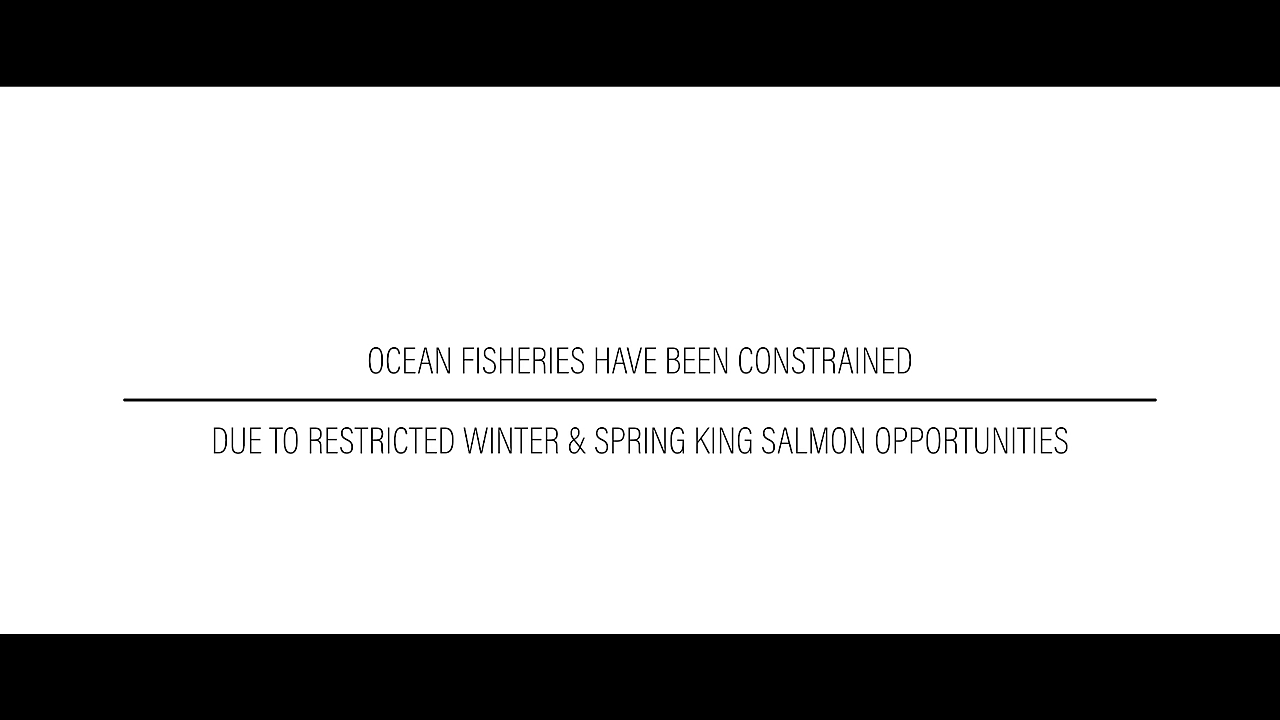 OCEAN FISHERIES HAVE BEEN CONSTRAINED
DUE TO RESTRICTED WINTER & SPRING KING SALMON OPPORTUNITIES